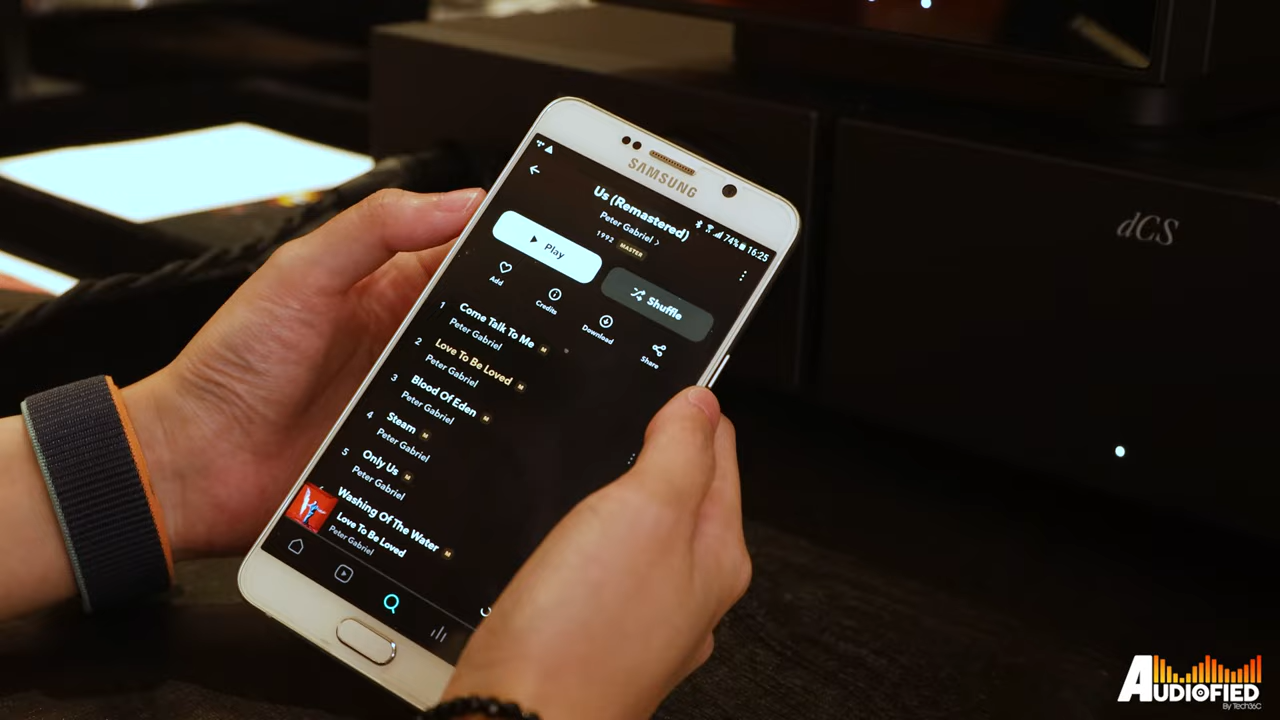 SAMSUNG
74% 16:25
Us (Remastered)
Peter Gabriel
1992 MASTER
Play
Shuffle
Add
Credits
Download
Share
1 Come Talk To Me M
Peter Gabriel
2 Love To Be Loved M
Peter Gabriel
3 Blood Of Eden M
Peter Gabriel
4 Steam M
Peter Gabriel
5 Only Us M
Peter Gabriel
Washing Of The Water M
Love To Be Loved
Peter Gabriel
dCS
AUDIOFIED
By Tech36C